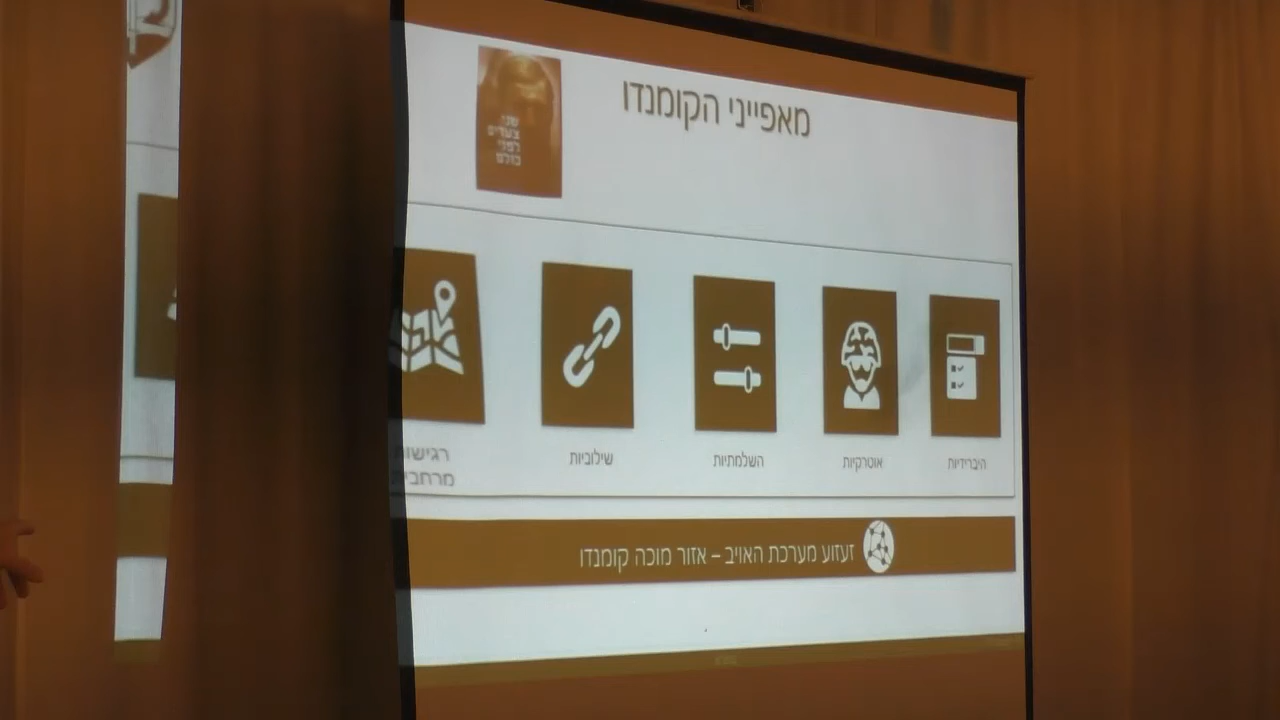 מאפייני הקומנדו
שני
צעדים
לפני
כולם
היברידיות
אוטרקיות
השלמתיות
שילוביות
רגישות
מרחבית
זעזוע מערכת האויב – אזור מוכה קומנדו